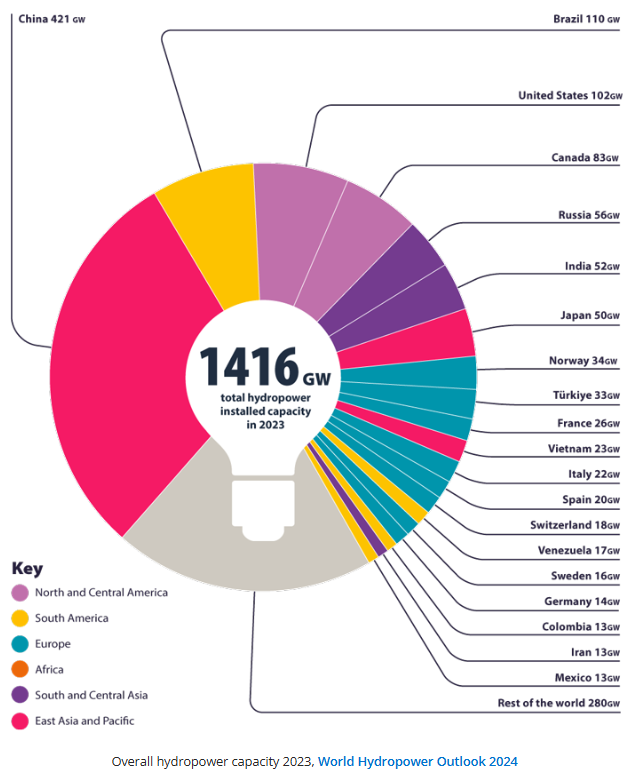 China 421 GW
Brazil 110 GW
United States 102GW
Canada 83GW
Russia 56GW
India 52GW
Japan 50GW
Norway 34GW
Türkiye 33GW
France 26GW
Vietnam 23GW
Italy 22GW
Spain 20GW
Switzerland 18GW
Venezuela 17GW
Sweden 16GW
Germany 14GW
Colombia 13GW
Iran 13GW
Mexico 13GW
Rest of the world 280GW
1416 GW
total hydropower
installed capacity
in 2023
Key
North and Central America
South America
Europe
Africa
South and Central Asia
East Asia and Pacific
Overall hydropower capacity 2023, World Hydropower Outlook 2024